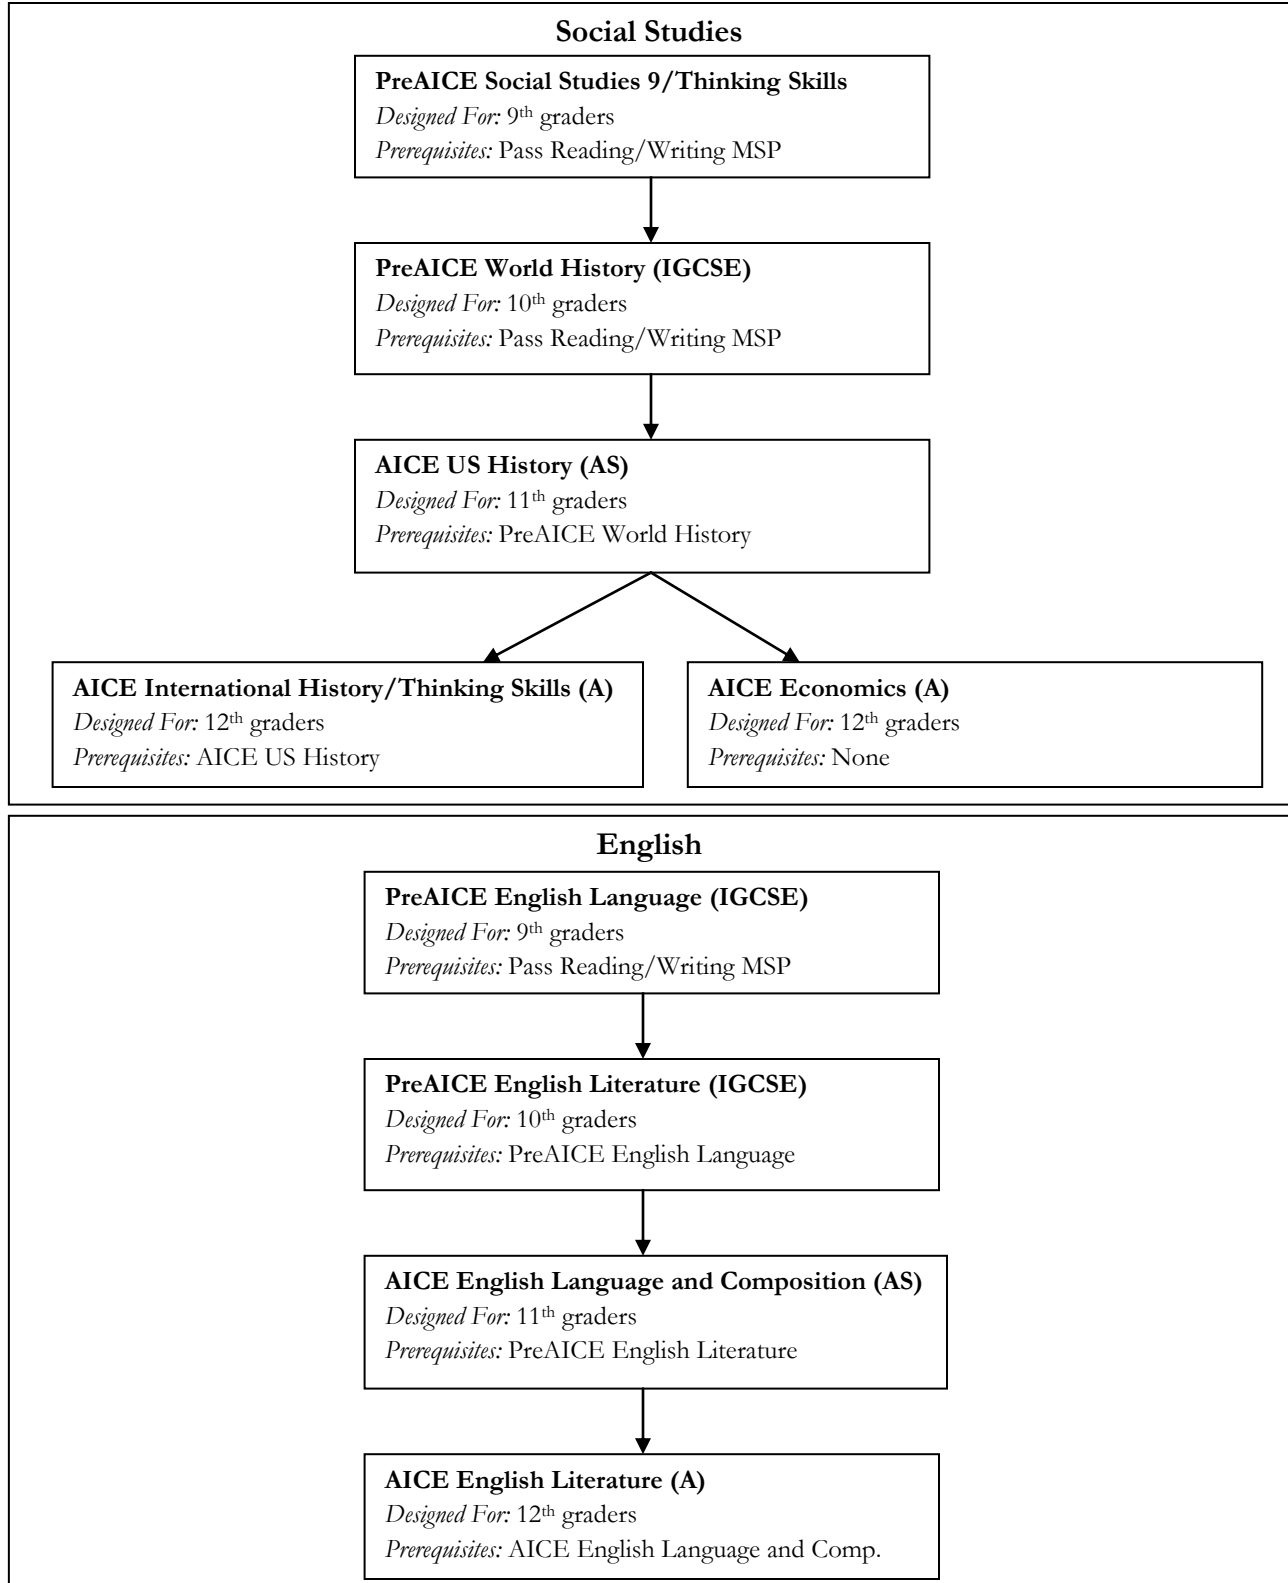 Social Studies
PreAICE Social Studies 9/Thinking Skills
Designed For: 9th graders
Prerequisites: Pass Reading/Writing MSP
PreAICE World History (IGCSE)
Designed For: 10th graders
Prerequisites: Pass Reading/Writing MSP
AICE US History (AS)
Designed For: 11th graders
Prerequisites: PreAICE World History
AICE International History/Thinking Skills (A)
Designed For: 12th graders
Prerequisites: AICE US History
AICE Economics (A)
Designed For: 12th graders
Prerequisites: None
English
PreAICE English Language (IGCSE)
Designed For: 9th graders
Prerequisites: Pass Reading/Writing MSP
PreAICE English Literature (IGCSE)
Designed For: 10th graders
Prerequisites: PreAICE English Language
AICE English Language and Composition (AS)
Designed For: 11th graders
Prerequisites: PreAICE English Literature
AICE English Literature (A)
Designed For: 12th graders
Prerequisites: AICE English Language and Comp.